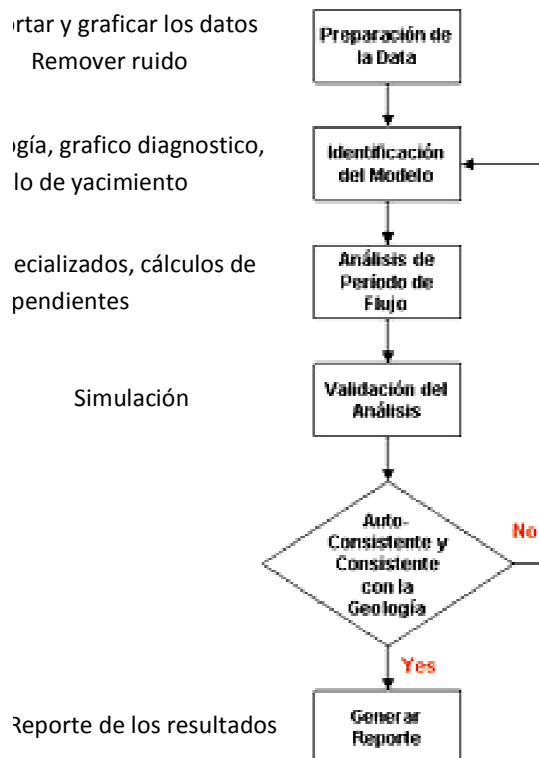 rtar y graficar los datos
Remover ruido
Preparación de
la Data
gía, grafico diagnostico,
lo de yacimiento
Identificación
del Modelo
ecializados, cálculos de
pendientes
Análisis de
Período de
Flujo
Simulación
Validación del
Análisis
Auto-
Consistente y
Consistente
con la
Geología
No
Yes
Reporte de los resultados
Generar
Reporte